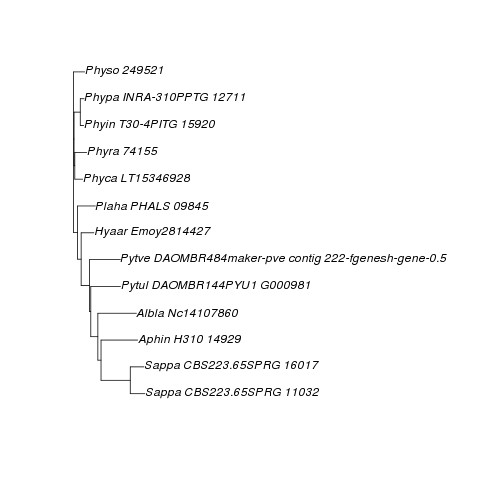 Physo 249521
Phypa INRA-310PPTG 12711
Phyin T30-4PITG 15920
Phyra 74155
Phyca LT15346928
Plaha PHALS 09845
Hyaar Emoy2814427
Pytve DAOMBR484maker-pve contig 222-fgenesh-gene-0.5
Pytul DAOMBR144PYU1 G000981
Albla Nc14107860
Aphin H310 14929
Sappa CBS223.65SPRG 16017
Sappa CBS223.65SPRG 11032